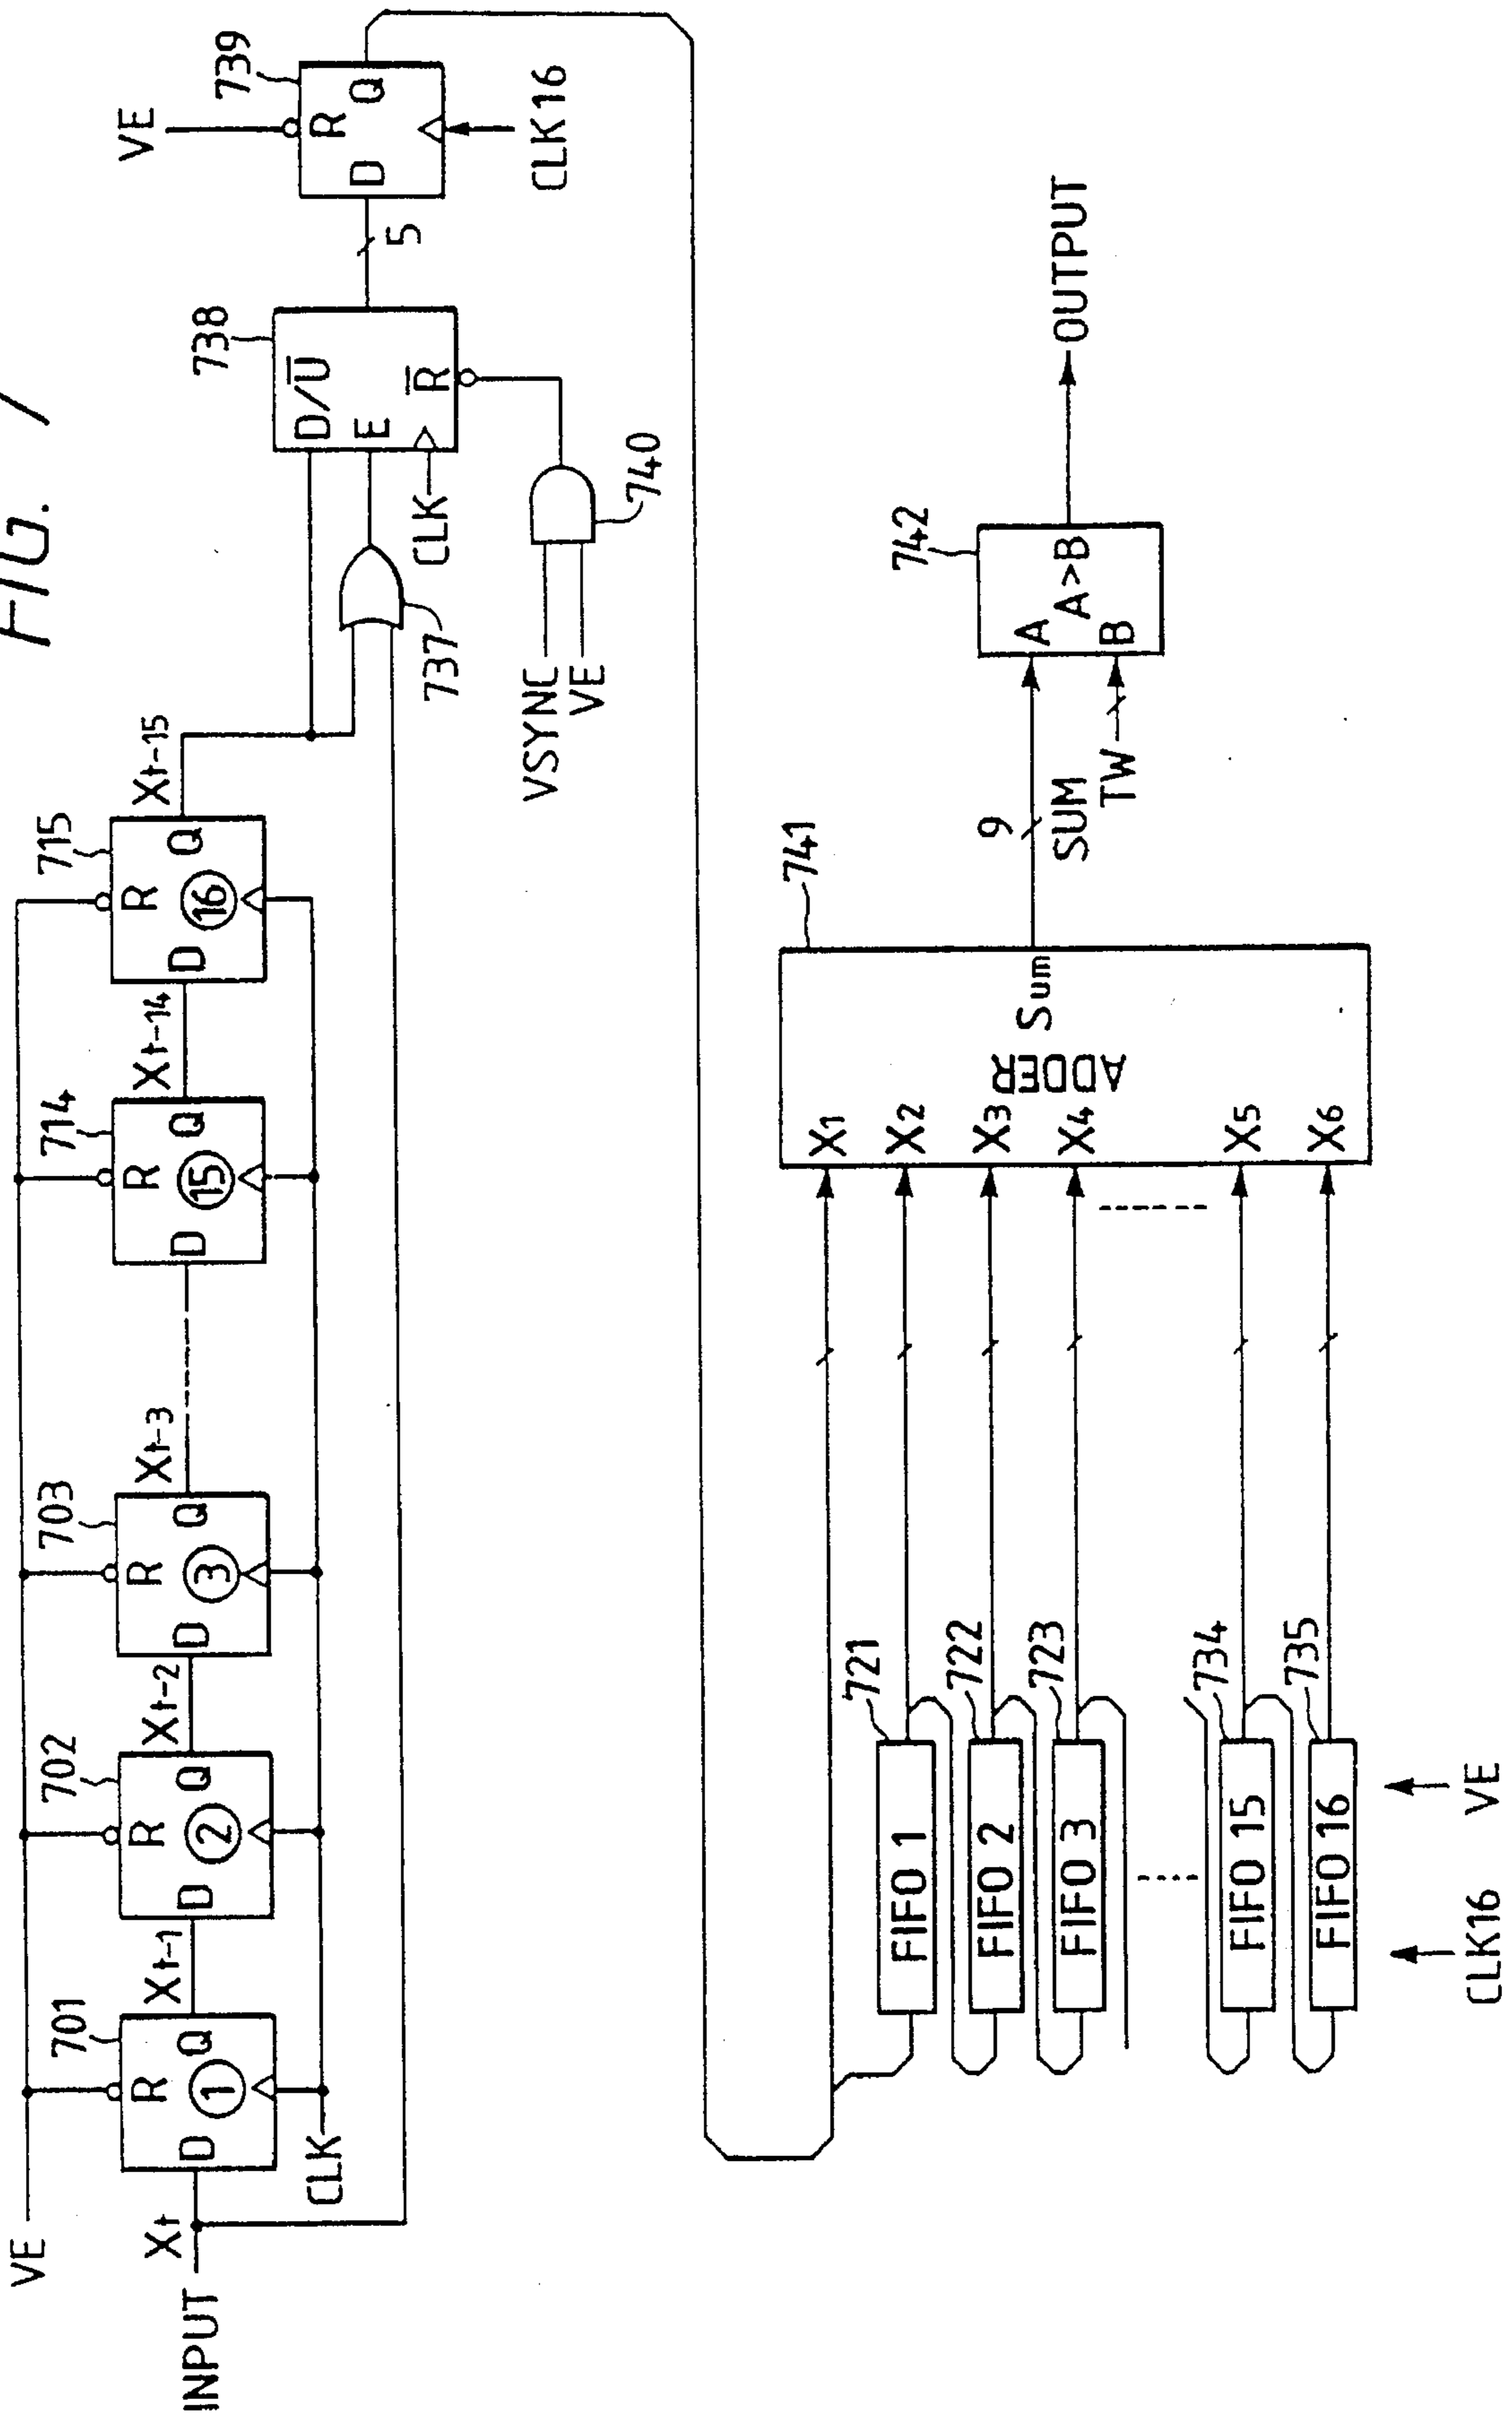 FIG. 7
VE
701
702
703
714
715
INPUT
Xt
D
R
Q
1
Xt-1
D
R
Q
2
Xt-2
D
R
Q
3
Xt-3
D
R
Q
15
Xt-14
D
R
Q
16
Xt-15
CLK
737
738
D/U̅
E
CLK
R̅
VSYNC
VE
740
5
739
VE
D
R
Q
CLK16
721
FIFO 1
722
FIFO 2
723
FIFO 3
734
FIFO 15
735
FIFO 16
CLK16
VE
741
X1
X2
X3
X4
X5
X6
ADDER
Sum
9
SUM
TW
742
A
A>B
B
OUTPUT